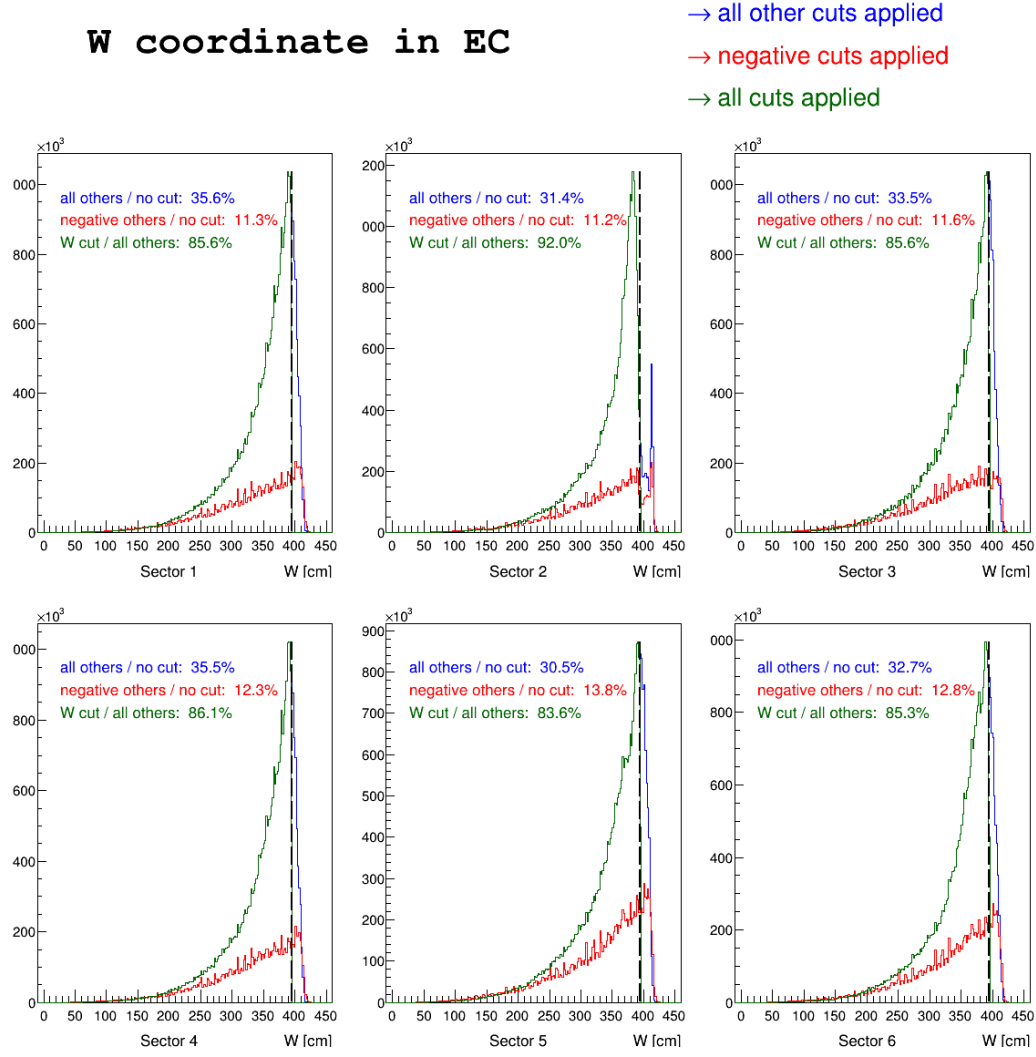 W coordinate in EC
→ all other cuts applied
→ negative cuts applied
→ all cuts applied
×10³
000
800
600
400
200
0
all others / no cut: 35.6%
negative others / no cut: 11.3%
W cut / all others: 85.6%
0 50 100 150 200 250 300 350 400 450
Sector 1
W [cm]
×10³
200
000
800
600
400
200
0
all others / no cut: 31.4%
negative others / no cut: 11.2%
W cut / all others: 92.0%
0 50 100 150 200 250 300 350 400 450
Sector 2
W [cm]
×10³
000
800
600
400
200
0
all others / no cut: 33.5%
negative others / no cut: 11.6%
W cut / all others: 85.6%
0 50 100 150 200 250 300 350 400 450
Sector 3
W [cm]
×10³
000
800
600
400
200
0
all others / no cut: 35.5%
negative others / no cut: 12.3%
W cut / all others: 86.1%
0 50 100 150 200 250 300 350 400 450
Sector 4
W [cm]
×10³
900
800
700
600
500
400
300
200
100
0
all others / no cut: 30.5%
negative others / no cut: 13.8%
W cut / all others: 83.6%
0 50 100 150 200 250 300 350 400 450
Sector 5
W [cm]
×10³
000
800
600
400
200
0
all others / no cut: 32.7%
negative others / no cut: 12.8%
W cut / all others: 85.3%
0 50 100 150 200 250 300 350 400 450
Sector 6
W [cm]